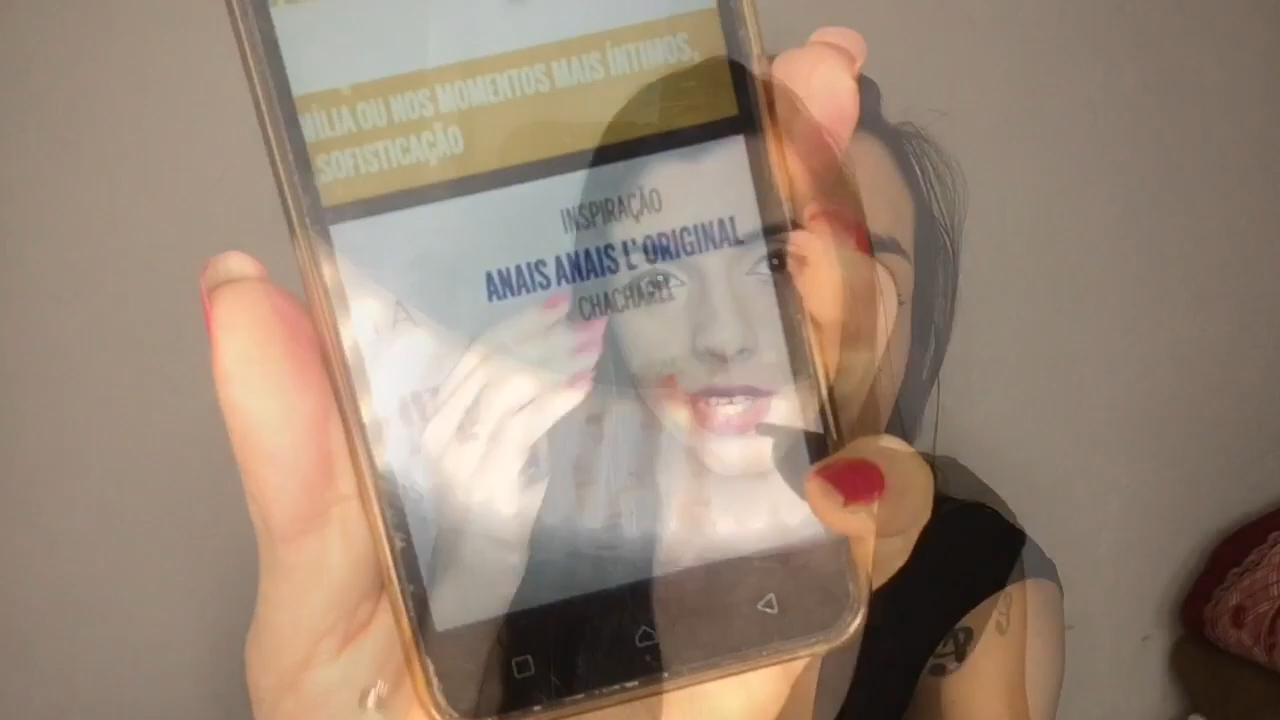 MÍLIA OU NOS MOMENTOS MAIS ÍNTIMOS,
SOFISTICAÇÃO
INSPIRAÇÃO
ANAIS ANAIS L'ORIGINAL
CHACHAREL